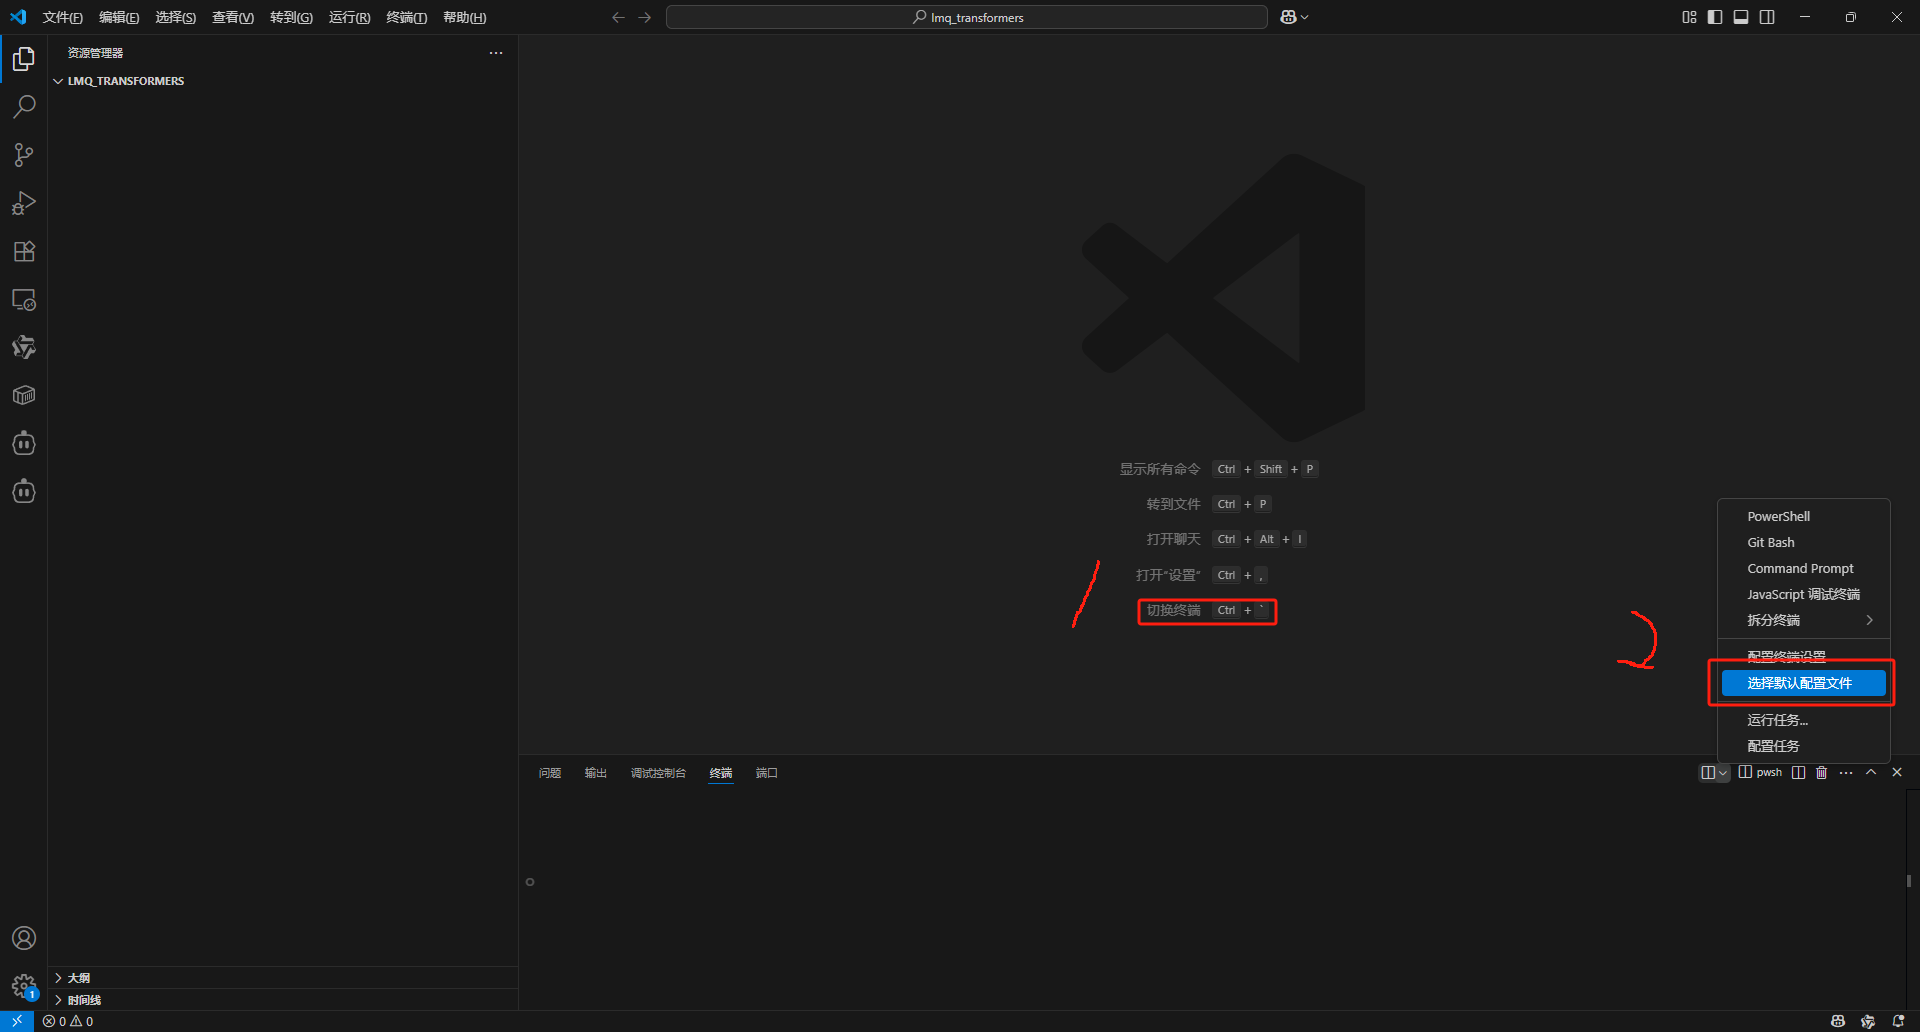 文件(F) 编辑(E) 选择(S) 查看(V) 转到(G) 运行(R) 终端(T) 帮助(H) lmq_transformers
资源管理器
LMQ_TRANSFORMERS
显示所有命令 Ctrl + Shift + P
转到文件 Ctrl + P
打开聊天 Ctrl + Alt + I
打开“设置” Ctrl + ,
切换终端 Ctrl + `
PowerShell
Git Bash
Command Prompt
JavaScript 调试终端
拆分终端
配置终端设置
选择默认配置文件
运行任务...
配置任务
问题 输出 调试控制台 终端 端口 pwsh
大纲
1
时间线
0 0